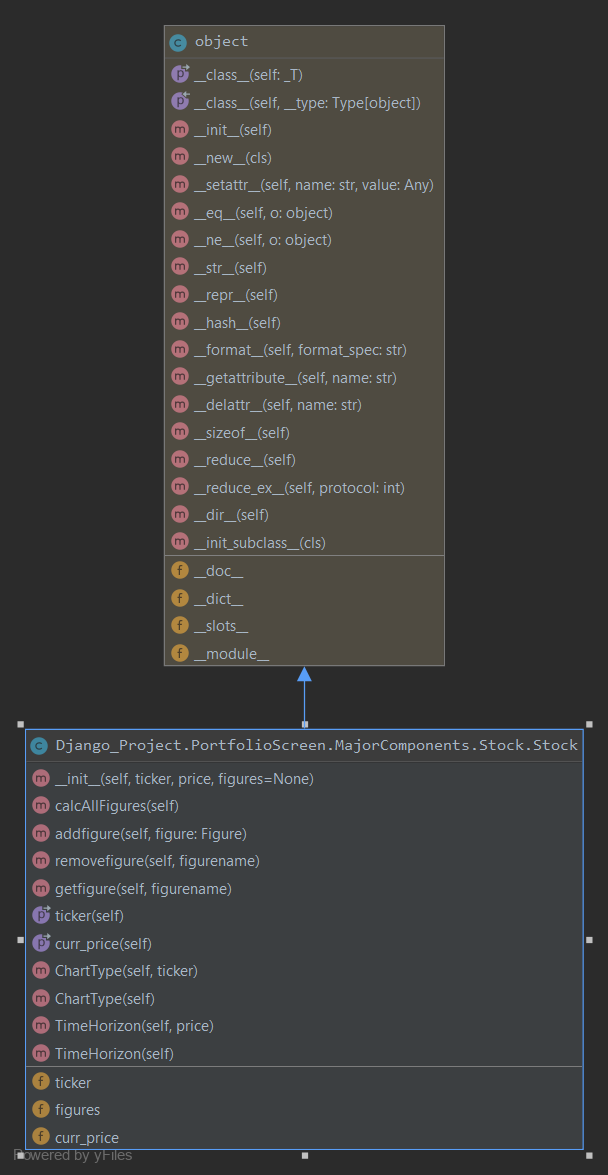 object
__class__(self: _T)
__class__(self, __type: Type[object])
__init__(self)
__new__(cls)
__setattr__(self, name: str, value: Any)
__eq__(self, o: object)
__ne__(self, o: object)
__str__(self)
__repr__(self)
__hash__(self)
__format__(self, format_spec: str)
__getattribute__(self, name: str)
__delattr__(self, name: str)
__sizeof__(self)
__reduce__(self)
__reduce_ex__(self, protocol: int)
__dir__(self)
__init_subclass__(cls)
__doc__
__dict__
__slots__
__module__
Django_Project.PortfolioScreen.MajorComponents.Stock.Stock
__init__(self, ticker, price, figures=None)
calcAllFigures(self)
addfigure(self, figure: Figure)
removefigure(self, figurename)
getfigure(self, figurename)
ticker(self)
curr_price(self)
ChartType(self, ticker)
ChartType(self)
TimeHorizon(self, price)
TimeHorizon(self)
ticker
figures
curr_price
Powered by yFiles